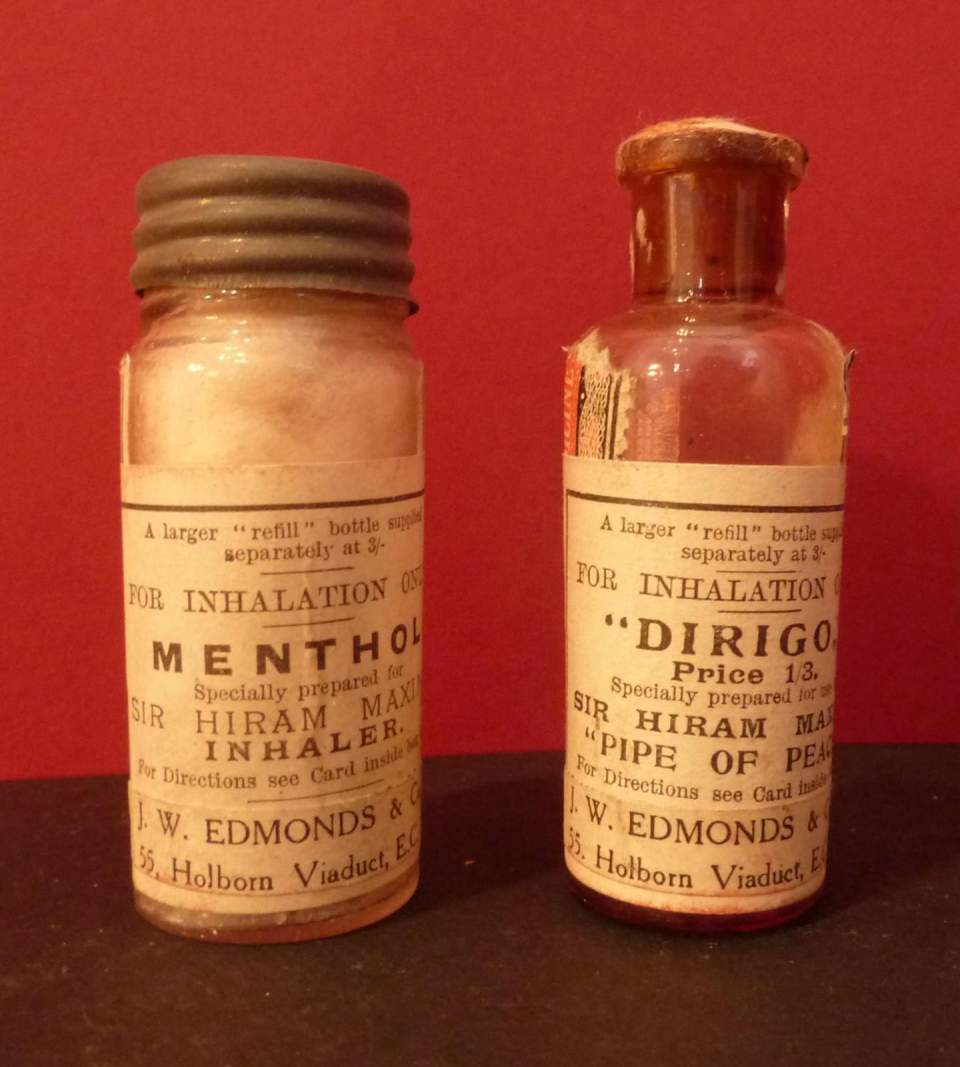 A larger "refill" bottle supplied
separately at 3/-
FOR INHALATION
MENTHOL
Specially prepared for
SIR HIRAM
INHALER.
For Directions see Card inside
J. W. EDMONDS &
55, Holborn Viaduct, E.C.
A larger "refill" bottle
separately at 3/-
FOR INHALATION
"DIRIGO.
Price 1/3.
Specially prepared for use
SIR HIRAM
"PIPE OF
For Directions see Card inside
J. W. EDMONDS &
55, Holborn Viaduct,